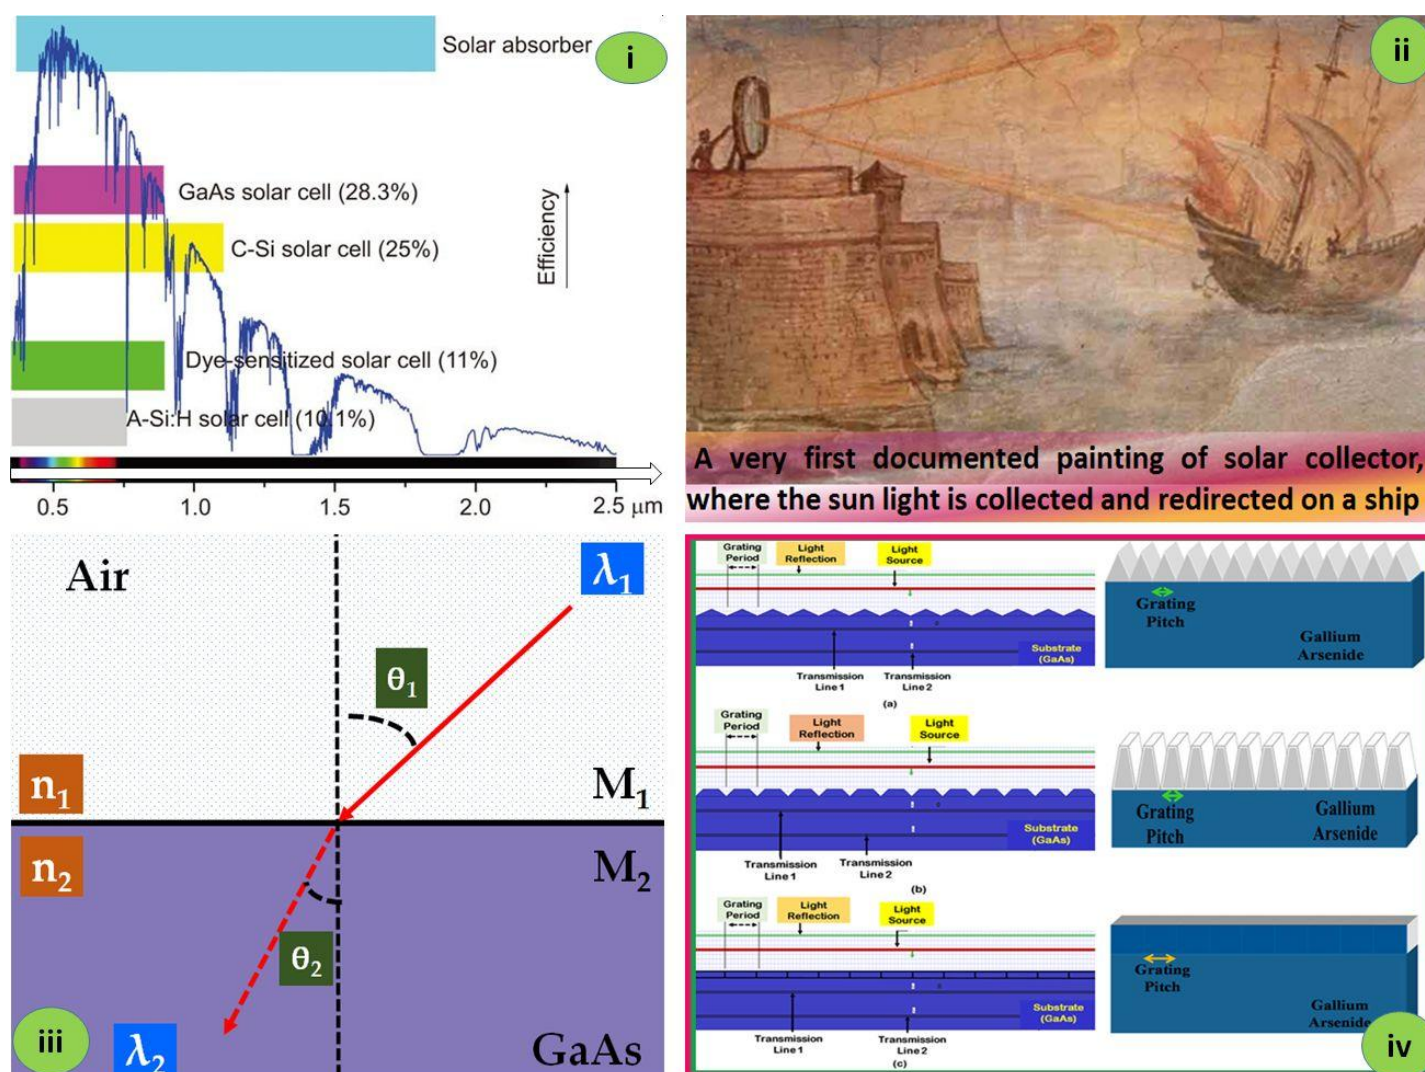 Solar absorber
i
GaAs solar cell (28.3%)
C-Si solar cell (25%)
Efficiency
Dye-sensitized solar cell (11%)
A-Si:H solar cell (10.1%)
0.5 1.0 1.5 2.0 2.5 μm
ii
A very first documented painting of solar collector,
where the sun light is collected and redirected on a ship
Air
λ1
θ1
n1
M1
n2
M2
θ2
iii
λ2
GaAs
Grating
Period
Light
Reflection
Light
Source
Substrate
(GaAs)
Transmission
Line 1
Transmission
Line 2
(a)
Grating
Pitch
Gallium
Arsenide
Grating
Period
Light
Reflection
Light
Source
Substrate
(GaAs)
Transmission
Line 1
Transmission
Line 2
(b)
Grating
Pitch
Gallium
Arsenide
Grating
Period
Light
Reflection
Light
Source
Substrate
(GaAs)
Transmission
Line 1
Transmission
Line 2
(c)
Grating
Pitch
Gallium
Arsenide
iv